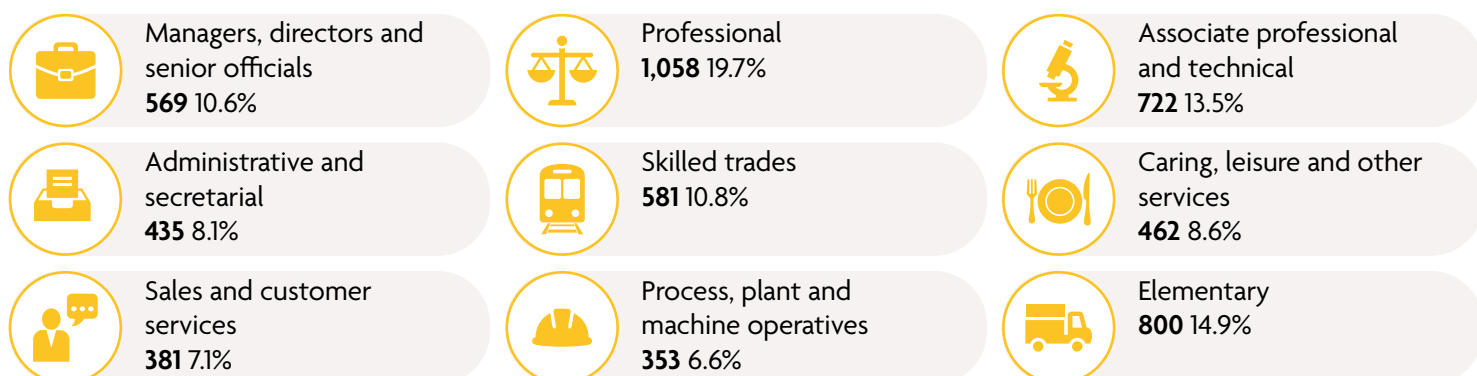 Managers, directors and
senior officials
569 10.6%
Professional
1,058 19.7%
Associate professional
and technical
722 13.5%
Administrative and
secretarial
435 8.1%
Skilled trades
581 10.8%
Caring, leisure and other
services
462 8.6%
Sales and customer
services
381 7.1%
Process, plant and
machine operatives
353 6.6%
Elementary
800 14.9%